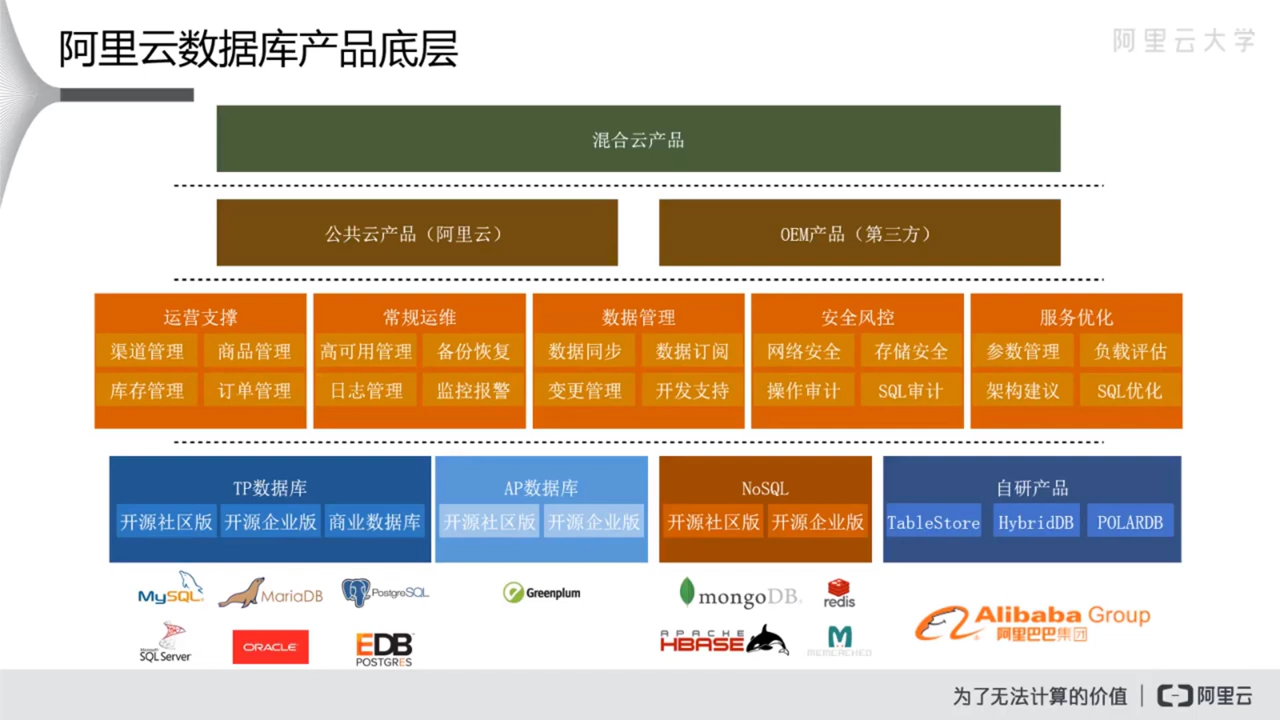 阿里云数据库产品底层
阿里云大学
混合云产品
公共云产品（阿里云）
OEM产品（第三方）
运营支撑
渠道管理 商品管理
库存管理 订单管理
常规运维
高可用管理 备份恢复
日志管理 监控报警
数据管理
数据同步 数据订阅
变更管理 开发支持
安全风控
网络安全 存储安全
操作审计 SQL审计
服务优化
参数管理 负载评估
架构建议 SQL优化
TP数据库
开源社区版 开源企业版 商业数据库
AP数据库
开源社区版 开源企业版
NoSQL
开源社区版 开源企业版
自研产品
TableStore HybridDB POLARDB
MySQL
MariaDB
PostgreSQL
Microsoft
SQL Server
ORACLE
EDB
POSTGRES
Greenplum
mongoDB
redis
APACHE
HBASE
MEMCACHED
Alibaba Group
阿里巴巴集团
为了无法计算的价值
阿里云